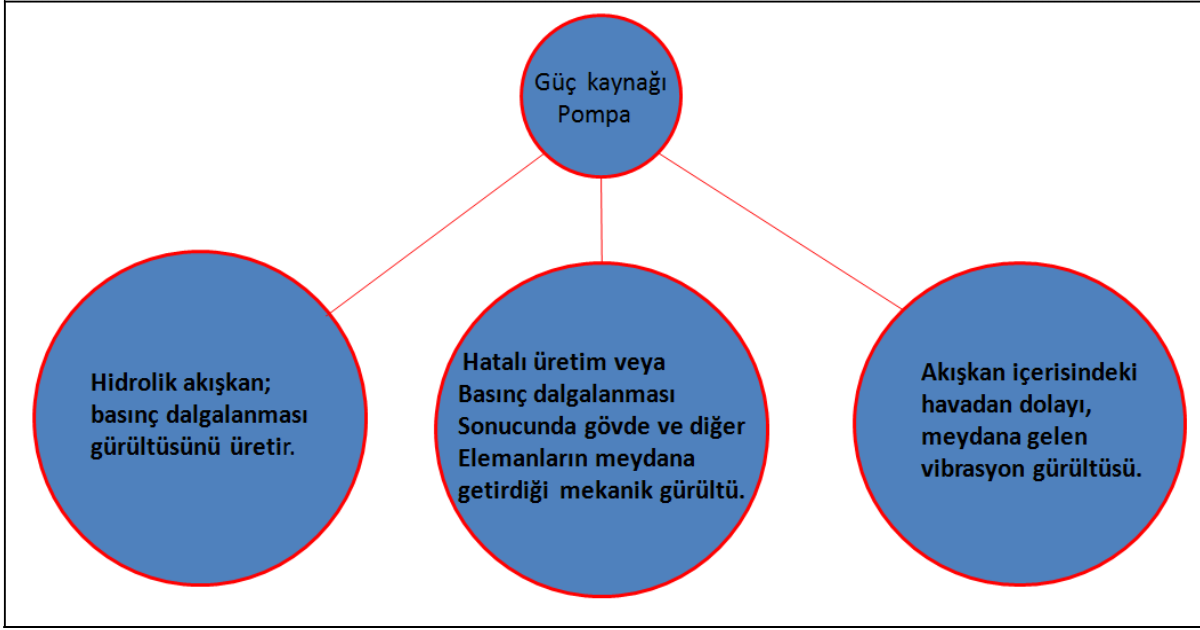 Güç kaynağı
Pompa
Hidrolik akışkan;
basınç dalgalanması
gürültüsünü üretir.
Hatalı üretim veya
Basınç dalgalanması
Sonucunda gövde ve diğer
Elemanların meydana
getirdiği mekanik gürültü.
Akışkan içerisindeki
havadan dolayı,
meydana gelen
vibrasyon gürültüsü.